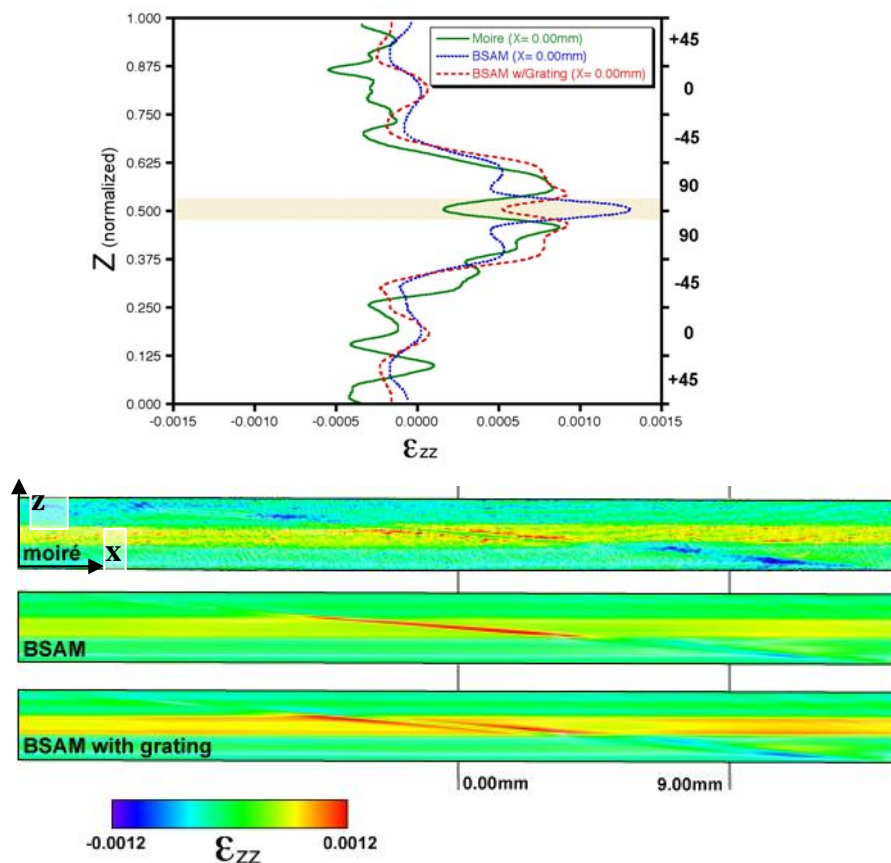 1.000
0.875
0.750
0.625
0.500
0.375
0.250
0.125
0.000
Z (normalized)
Moire (X= 0.00mm)
BSAM (X= 0.00mm)
BSAM w/Grating (X= 0.00mm)
+45
0
-45
90
90
-45
0
+45
-0.0015 -0.0010 -0.0005 0.0000 0.0005 0.0010 0.0015
εzz
z
moiré x
BSAM
BSAM with grating
0.00mm 9.00mm
-0.0012 εzz 0.0012